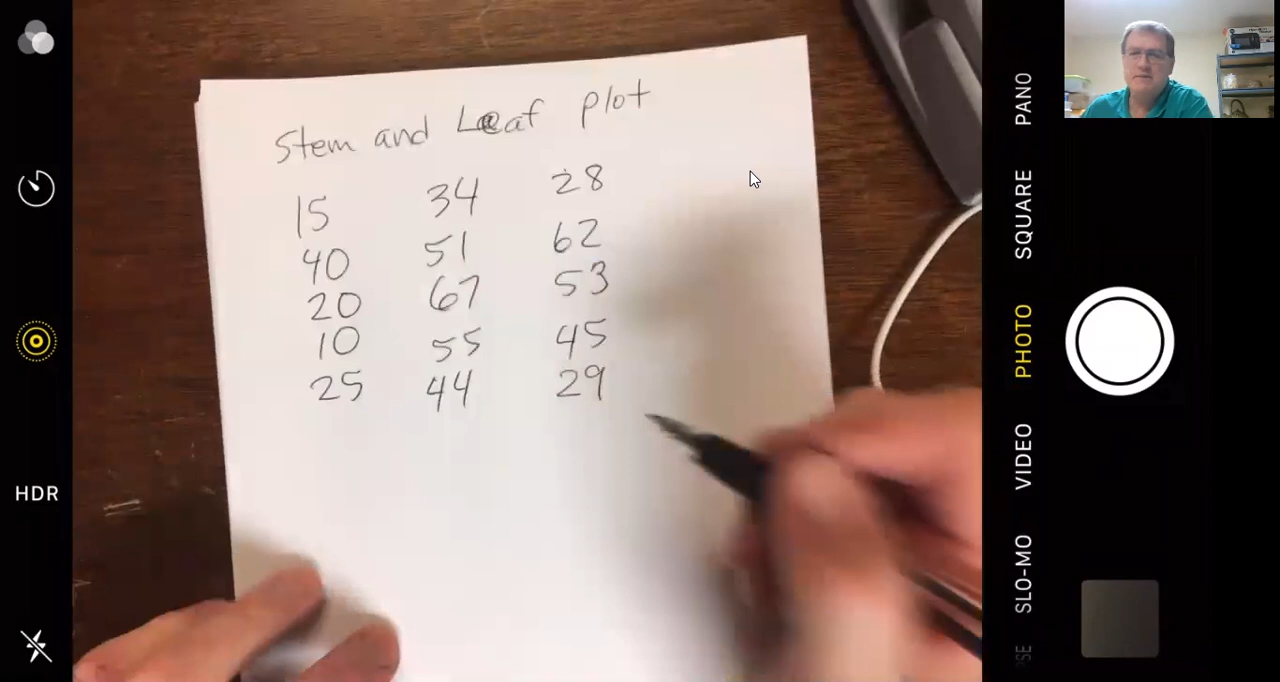 Stem and Leaf plot
15 34 28
40 51 62
20 67 53
10 55 45
25 44 29
HDR
PANO
SQUARE
PHOTO
VIDEO
SLO-MO
SE